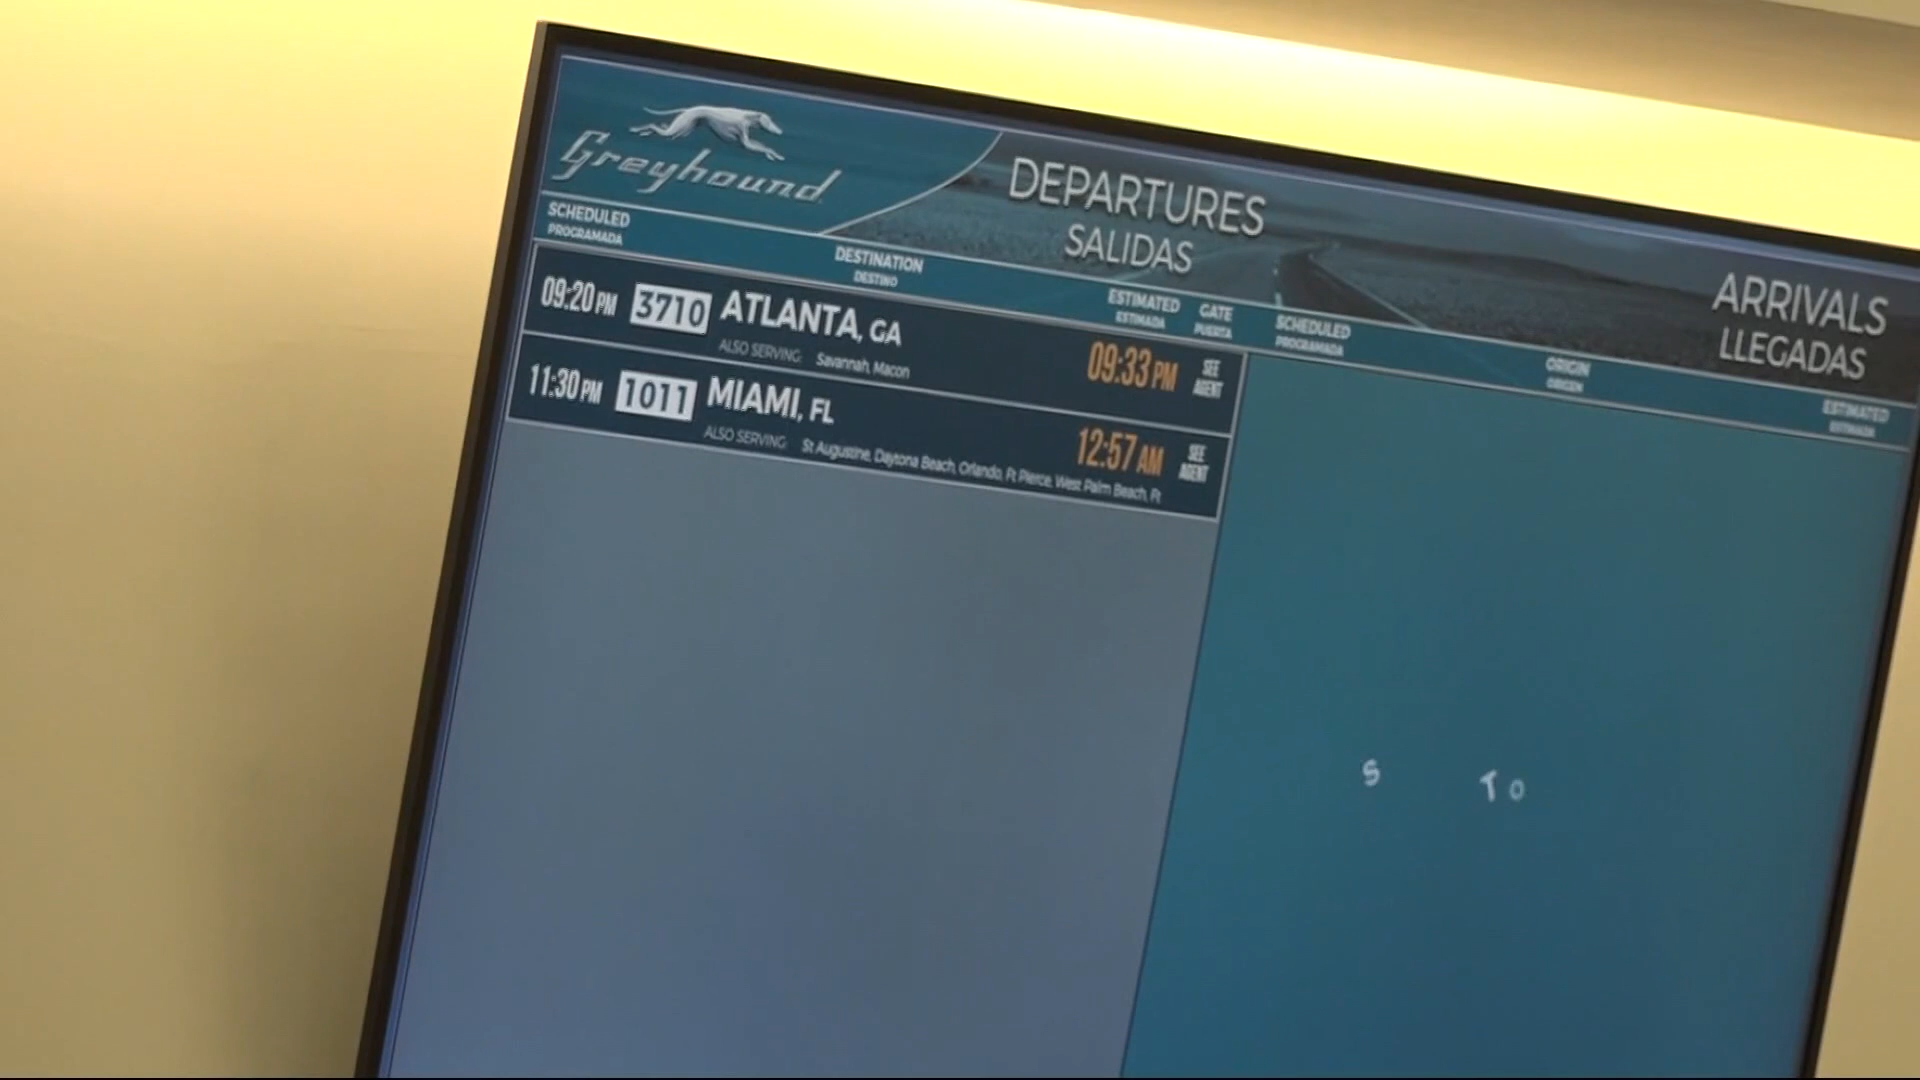 Greyhound
DEPARTURES
SALIDAS
ARRIVALS
LLEGADAS
SCHEDULED
PROGRAMADA
DESTINATION
DESTINO
ESTIMATED
ESTIMADA
GATE
PUERTA
SCHEDULED
PROGRAMADA
ORIGIN
ORIGEN
ESTIMATED
ESTIMADA
09:20 PM 3710 ATLANTA, GA 09:33 PM SEE AGENT
ALSO SERVING: Savannah, Macon
11:30 PM 1011 MIAMI, FL 12:57 AM SEE AGENT
ALSO SERVING: St Augustine, Daytona Beach, Orlando, Ft Pierce, West Palm Beach, Ft
S TO